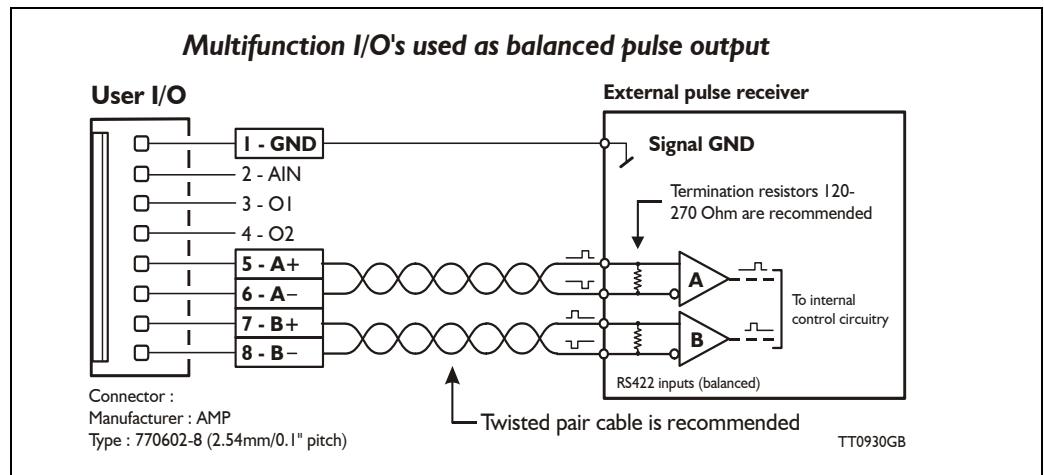 Multifunction I/O's used as balanced pulse output
User I/O
External pulse receiver
1 - GND
Signal GND
2 - AIN
3 - O1
4 - O2
Termination resistors 120-
270 Ohm are recommended
5 - A+
6 - A−
7 - B+
8 - B−
A
B
To internal
control circuitry
RS422 inputs (balanced)
Connector :
Manufacturer : AMP
Type : 770602-8 (2.54mm/0.1" pitch)
Twisted pair cable is recommended
TT0930GB